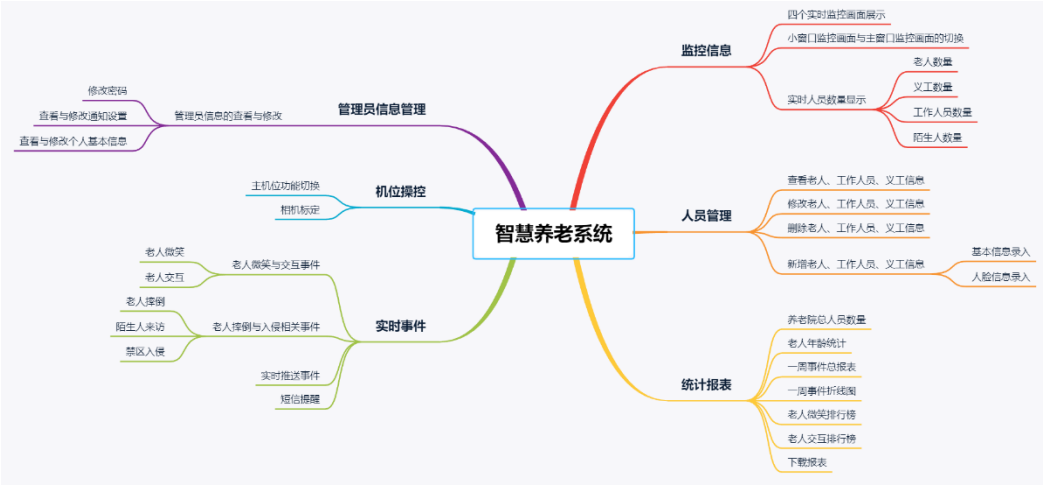 智慧养老系统
监控信息
四个实时监控画面展示
小窗口监控画面与主窗口监控画面的切换
实时人员数量显示
老人数量
义工数量
工作人员数量
陌生人数量
人员管理
查看老人、工作人员、义工信息
修改老人、工作人员、义工信息
删除老人、工作人员、义工信息
新增老人、工作人员、义工信息
基本信息录入
人脸信息录入
统计报表
养老院总人员数量
老人年龄统计
一周事件总报表
一周事件折线图
老人微笑排行榜
老人交互排行榜
下载报表
管理员信息管理
管理员信息的查看与修改
修改密码
查看与修改通知设置
查看与修改个人基本信息
机位操控
主机位功能切换
相机标定
实时事件
老人微笑与交互事件
老人微笑
老人交互
老人摔倒与入侵相关事件
老人摔倒
陌生人来访
禁区入侵
实时推送事件
短信提醒